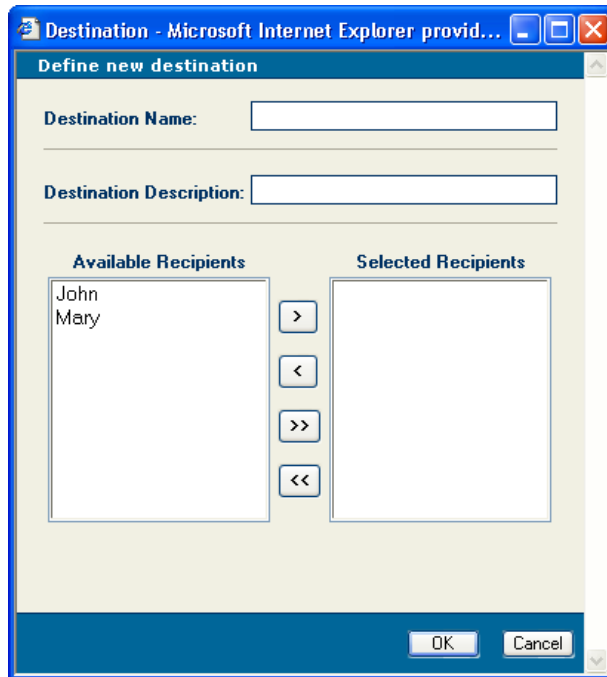 Destination - Microsoft Internet Explorer provid...
Define new destination
Destination Name:
Destination Description:
Available Recipients
Selected Recipients
John
Mary
>
<
>>
<<
OK
Cancel